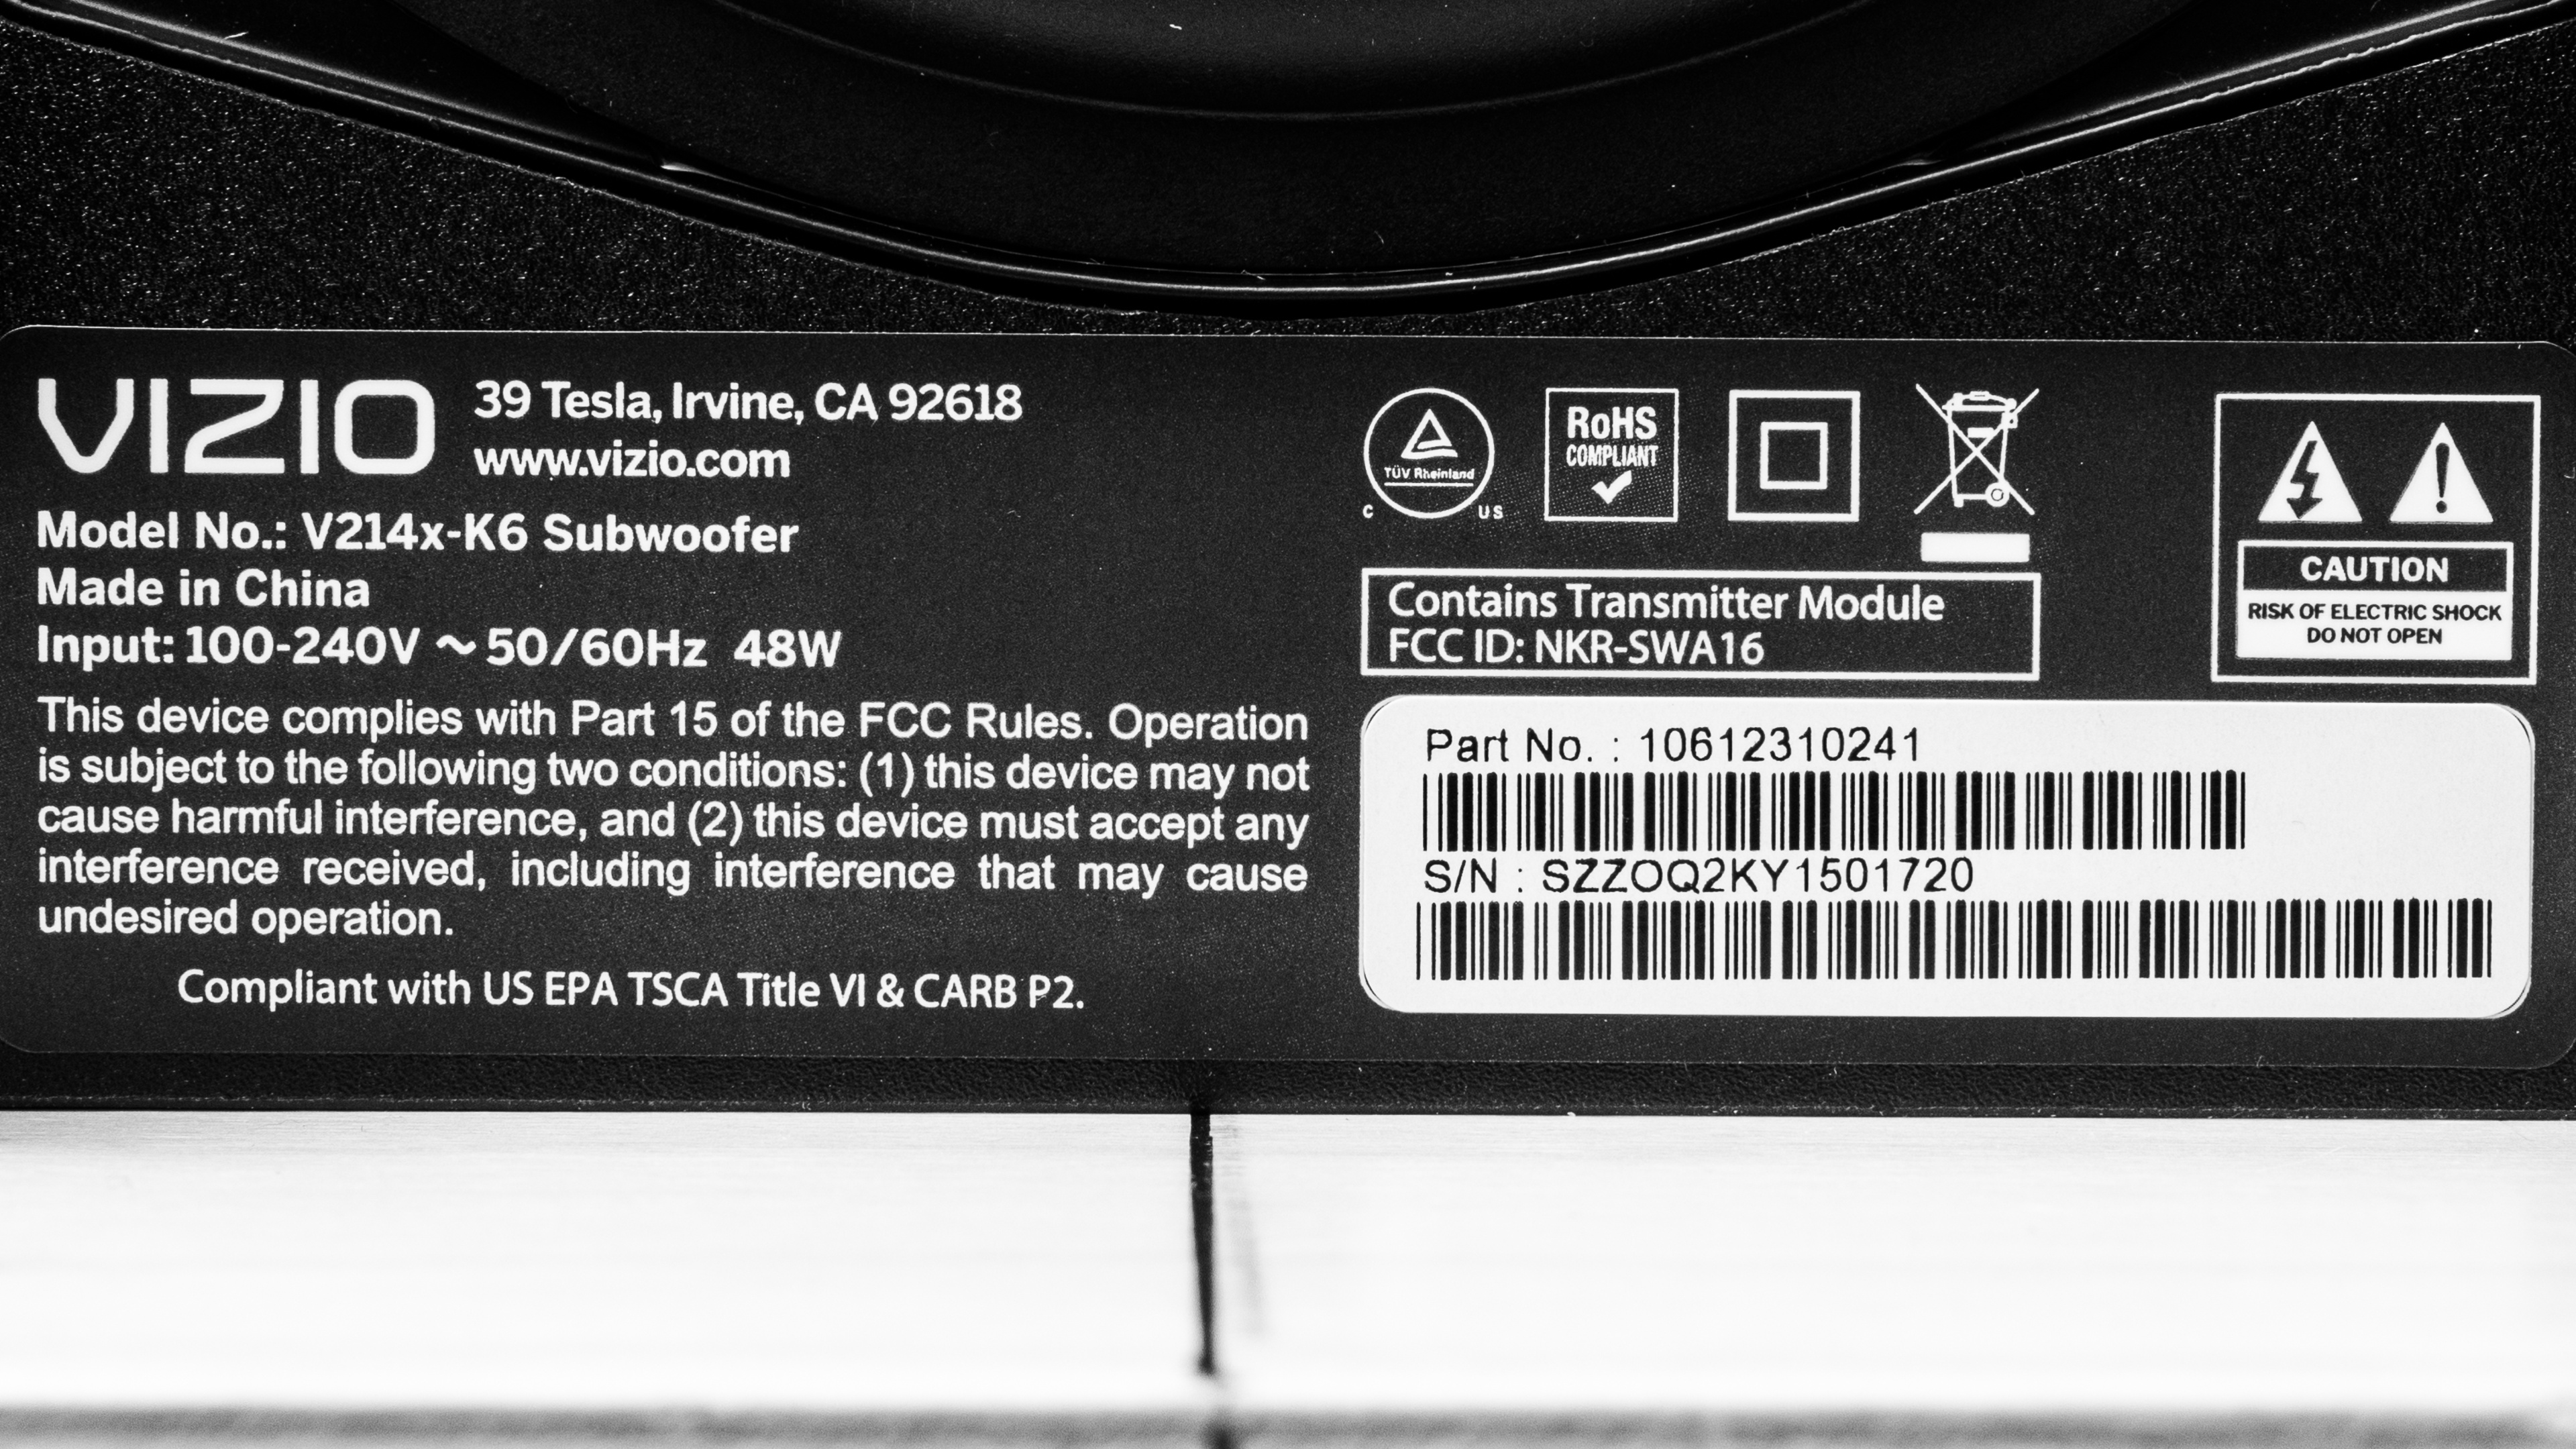 VIZIO
39 Tesla, Irvine, CA 92618
www.vizio.com
Model No.: V214x-K6 Subwoofer
Made in China
Input: 100-240V ~ 50/60Hz 48W
This device complies with Part 15 of the FCC Rules. Operation
is subject to the following two conditions: (1) this device may not
cause harmful interference, and (2) this device must accept any
interference received, including interference that may cause
undesired operation.
Compliant with US EPA TSCA Title VI & CARB P2.
TÜV Rheinland
C US
RoHS
COMPLIANT
Contains Transmitter Module
FCC ID: NKR-SWA16
CAUTION
RISK OF ELECTRIC SHOCK
DO NOT OPEN
Part No. : 10612310241
S/N : SZZOQ2KY1501720